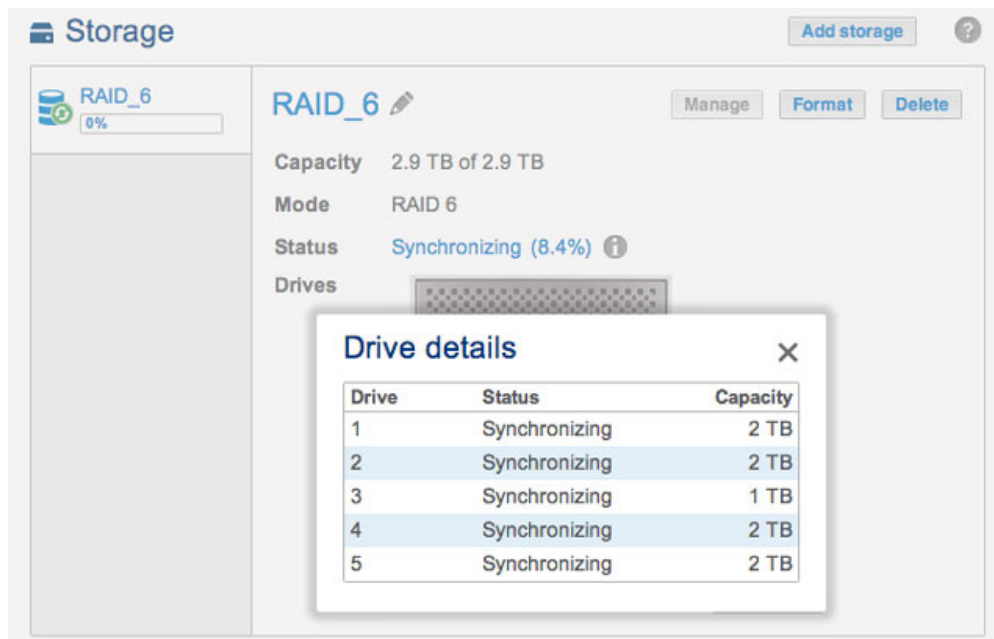 Storage
Add storage
?
RAID_6
0%
RAID_6
Manage
Format
Delete
Capacity 2.9 TB of 2.9 TB
Mode RAID 6
Status Synchronizing (8.4%) i
Drives
Drive details
Drive Status Capacity
1 Synchronizing 2 TB
2 Synchronizing 2 TB
3 Synchronizing 1 TB
4 Synchronizing 2 TB
5 Synchronizing 2 TB